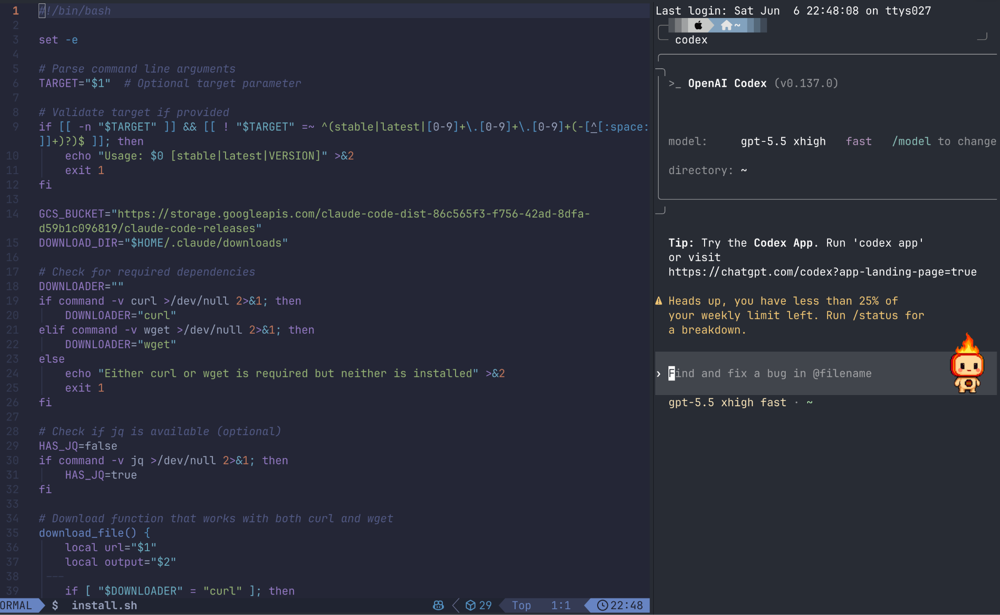 1 #!/bin/bash
2
3 set -e
4
5 # Parse command line arguments
6 TARGET="$1"  # Optional target parameter
7
8 # Validate target if provided
9 if [[ -n "$TARGET" ]] && [[ ! "$TARGET" =~ ^(stable|latest|[0-9]+\.[0-9]+\.[0-9]+(-[^[:space:
]]+)?)$ ]]; then
10     echo "Usage: $0 [stable|latest|VERSION]" >&2
11     exit 1
12 fi
13
14 GCS_BUCKET="https://storage.googleapis.com/claude-code-dist-86c565f3-f756-42ad-8dfa-
d59b1c096819/claude-code-releases"
15 DOWNLOAD_DIR="$HOME/.claude/downloads"
16
17 # Check for required dependencies
18 DOWNLOADER=""
19 if command -v curl >/dev/null 2>&1; then
20     DOWNLOADER="curl"
21 elif command -v wget >/dev/null 2>&1; then
22     DOWNLOADER="wget"
23 else
24     echo "Either curl or wget is required but neither is installed" >&2
25     exit 1
26 fi
27
28 # Check if jq is available (optional)
29 HAS_JQ=false
30 if command -v jq >/dev/null 2>&1; then
31     HAS_JQ=true
32 fi
33
34 # Download function that works with both curl and wget
35 download_file() {
36     local url="$1"
37     local output="$2"
38
39     if [ "$DOWNLOADER" = "curl" ]; then
ORMAL $ install.sh 29 Top 1:1 22:48
Last login: Sat Jun  6 22:48:08 on ttys027
~
codex
>_ OpenAI Codex (v0.137.0)
model: gpt-5.5 xhigh fast /model to change
directory: ~
Tip: Try the Codex App. Run 'codex app'
or visit
https://chatgpt.com/codex?app-landing-page=true
⚠ Heads up, you have less than 25% of
your weekly limit left. Run /status for
a breakdown.
› Find and fix a bug in @filename
gpt-5.5 xhigh fast · ~